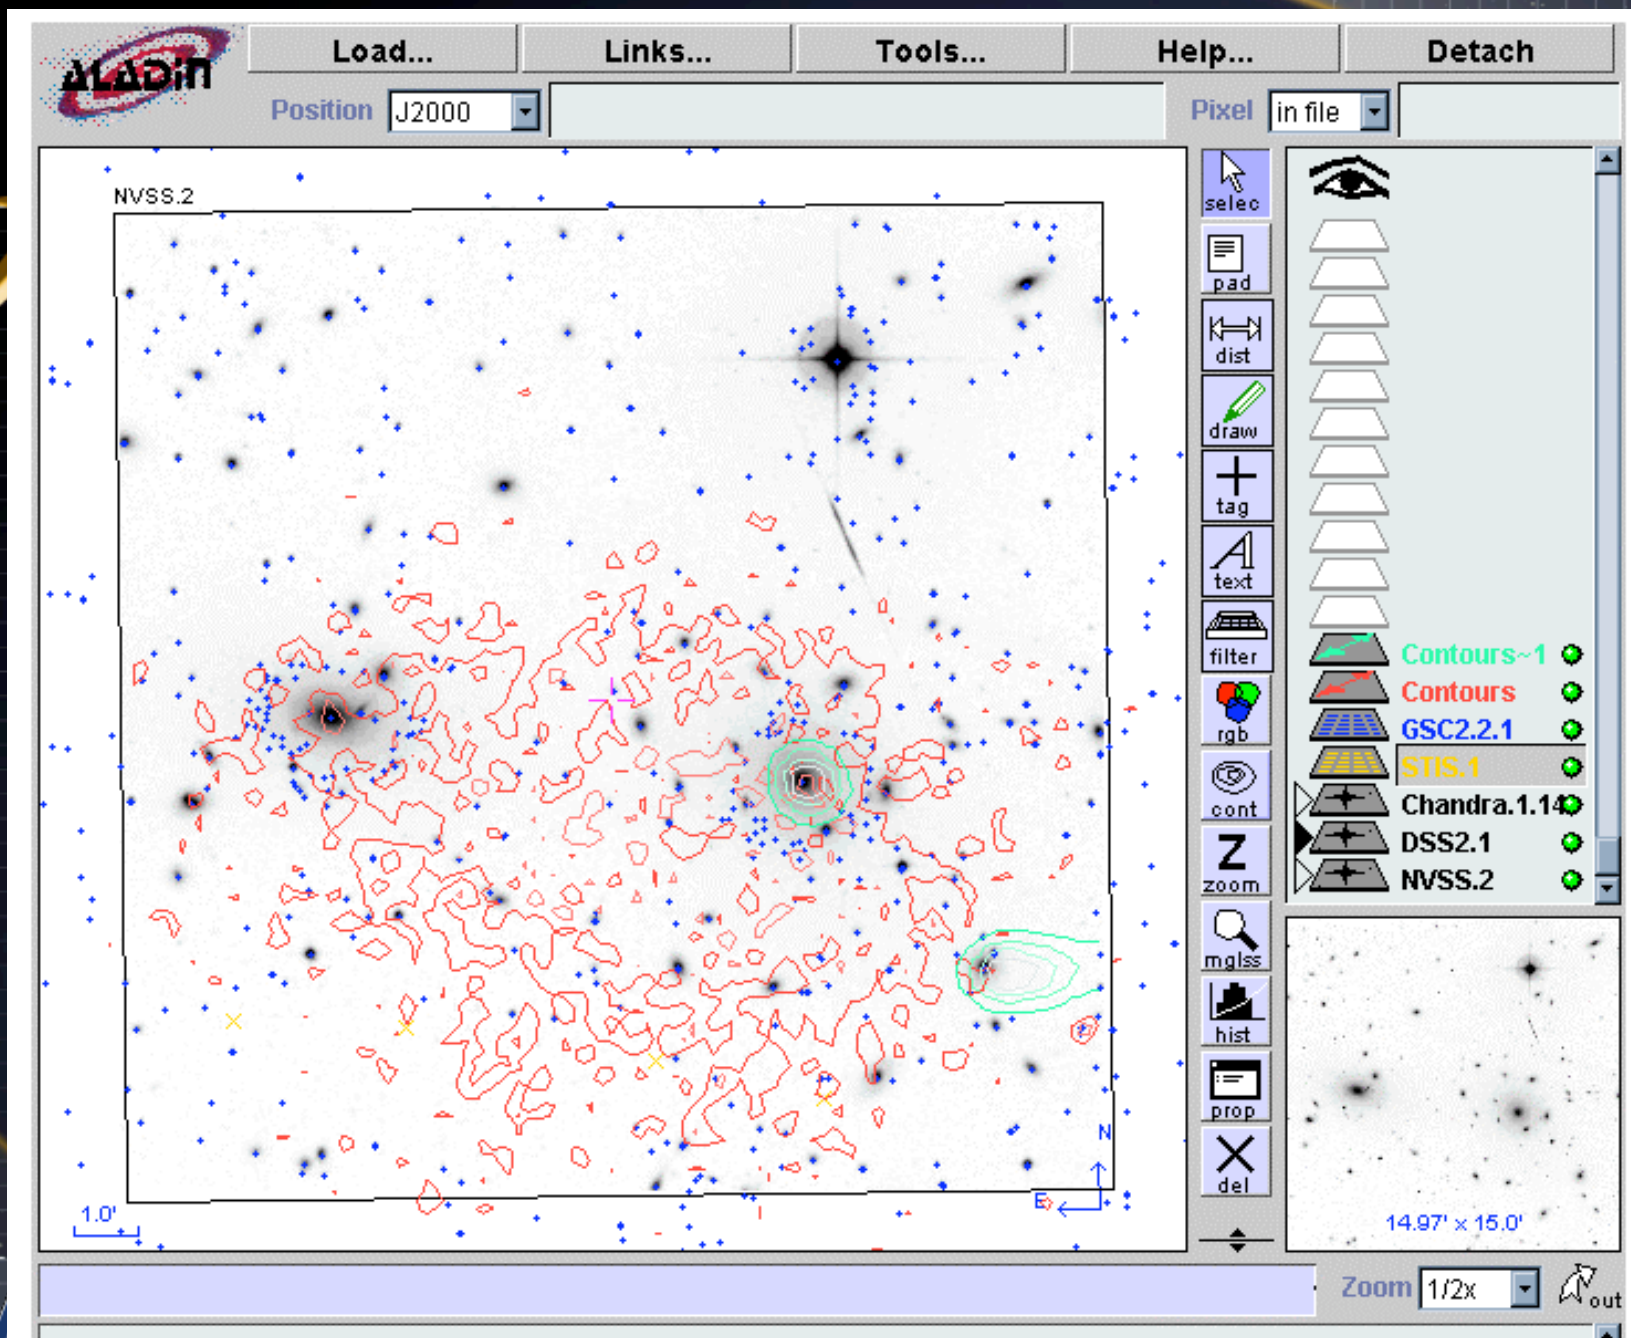 ALADiN
Load...
Links...
Tools...
Help...
Detach
Position
J2000
Pixel
in file
NVSS.2
selec
pad
dist
draw
tag
text
filter
rgb
cont
zoom
mglss
hist
prop
del
Contours~1
Contours
GSC2.2.1
STIS.1
Chandra.1.14
DSS2.1
NVSS.2
N
E
1.0'
14.97' x 15.0'
Zoom
1/2x
out